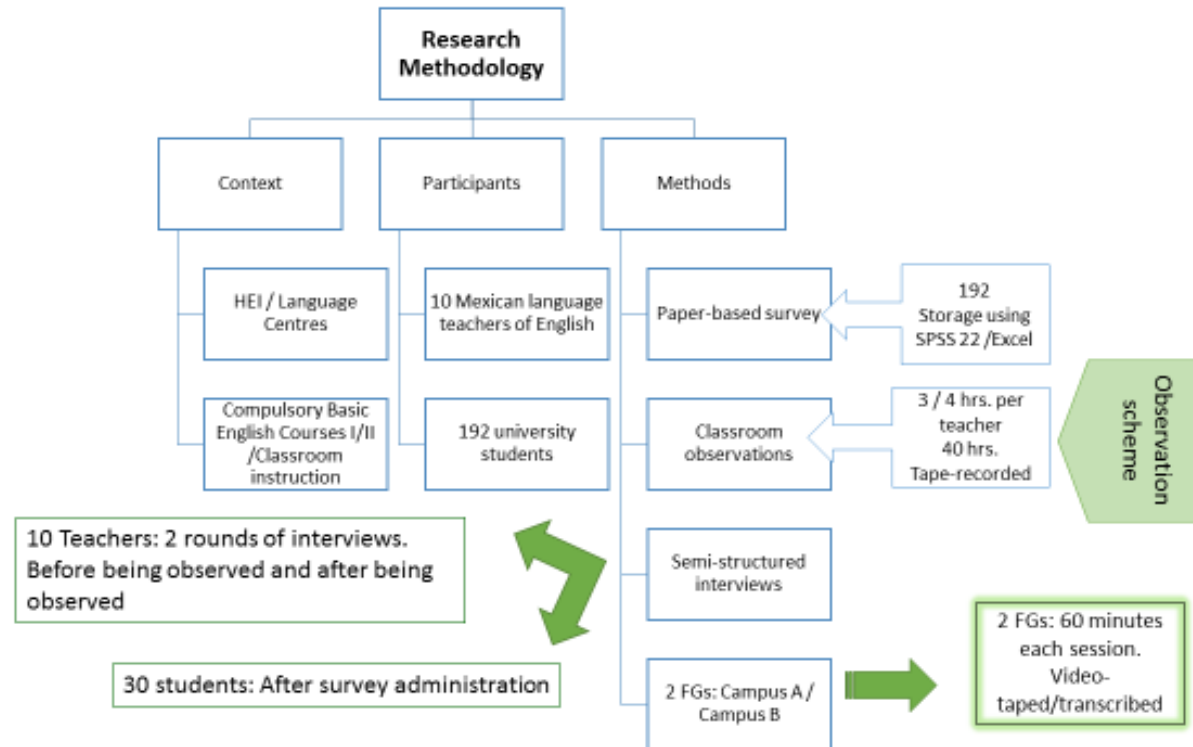 Research
Methodology
Context
Participants
Methods
HEI / Language
Centres
10 Mexican language
teachers of English
Paper-based survey
192
Storage using
SPSS 22 /Excel
Compulsory Basic
English Courses I/II
/Classroom
instruction
192 university
students
Classroom
observations
3 / 4 hrs. per
teacher
40 hrs.
Tape-recorded
Observation
scheme
10 Teachers: 2 rounds of interviews.
Before being observed and after being
observed
Semi-structured
interviews
30 students: After survey administration
2 FGs: Campus A /
Campus B
2 FGs: 60 minutes
each session.
Video-
taped/transcribed